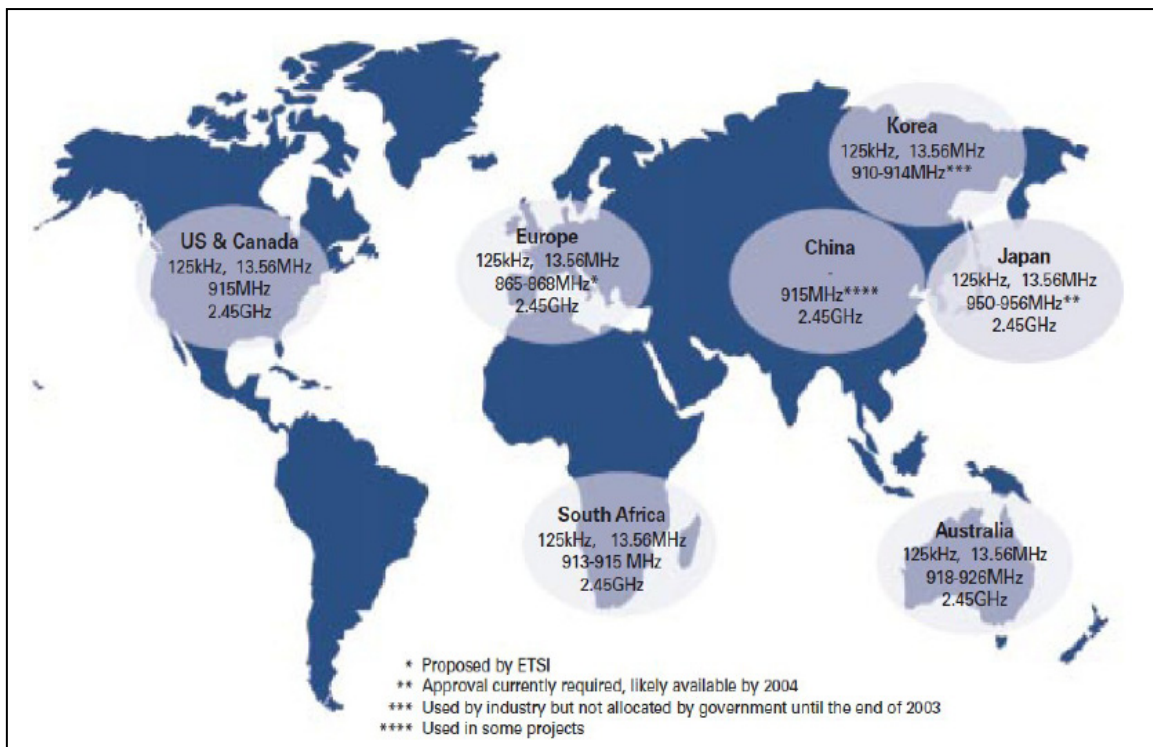 Korea
125kHz, 13.56MHz
910-914MHz***
US & Canada
125kHz, 13.56MHz
915MHz
2.45GHz
Europe
125kHz, 13.56MHz
865-868MHz*
2.45GHz
China
-
915MHz****
2.45GHz
Japan
125kHz, 13.56MHz
950-956MHz**
2.45GHz
South Africa
125kHz, 13.56MHz
913-915 MHz
2.45GHz
Australia
125kHz, 13.56MHz
918-926MHz
2.45GHz
* Proposed by ETSI
** Approval currently required, likely available by 2004
*** Used by industry but not allocated by government until the end of 2003
**** Used in some projects